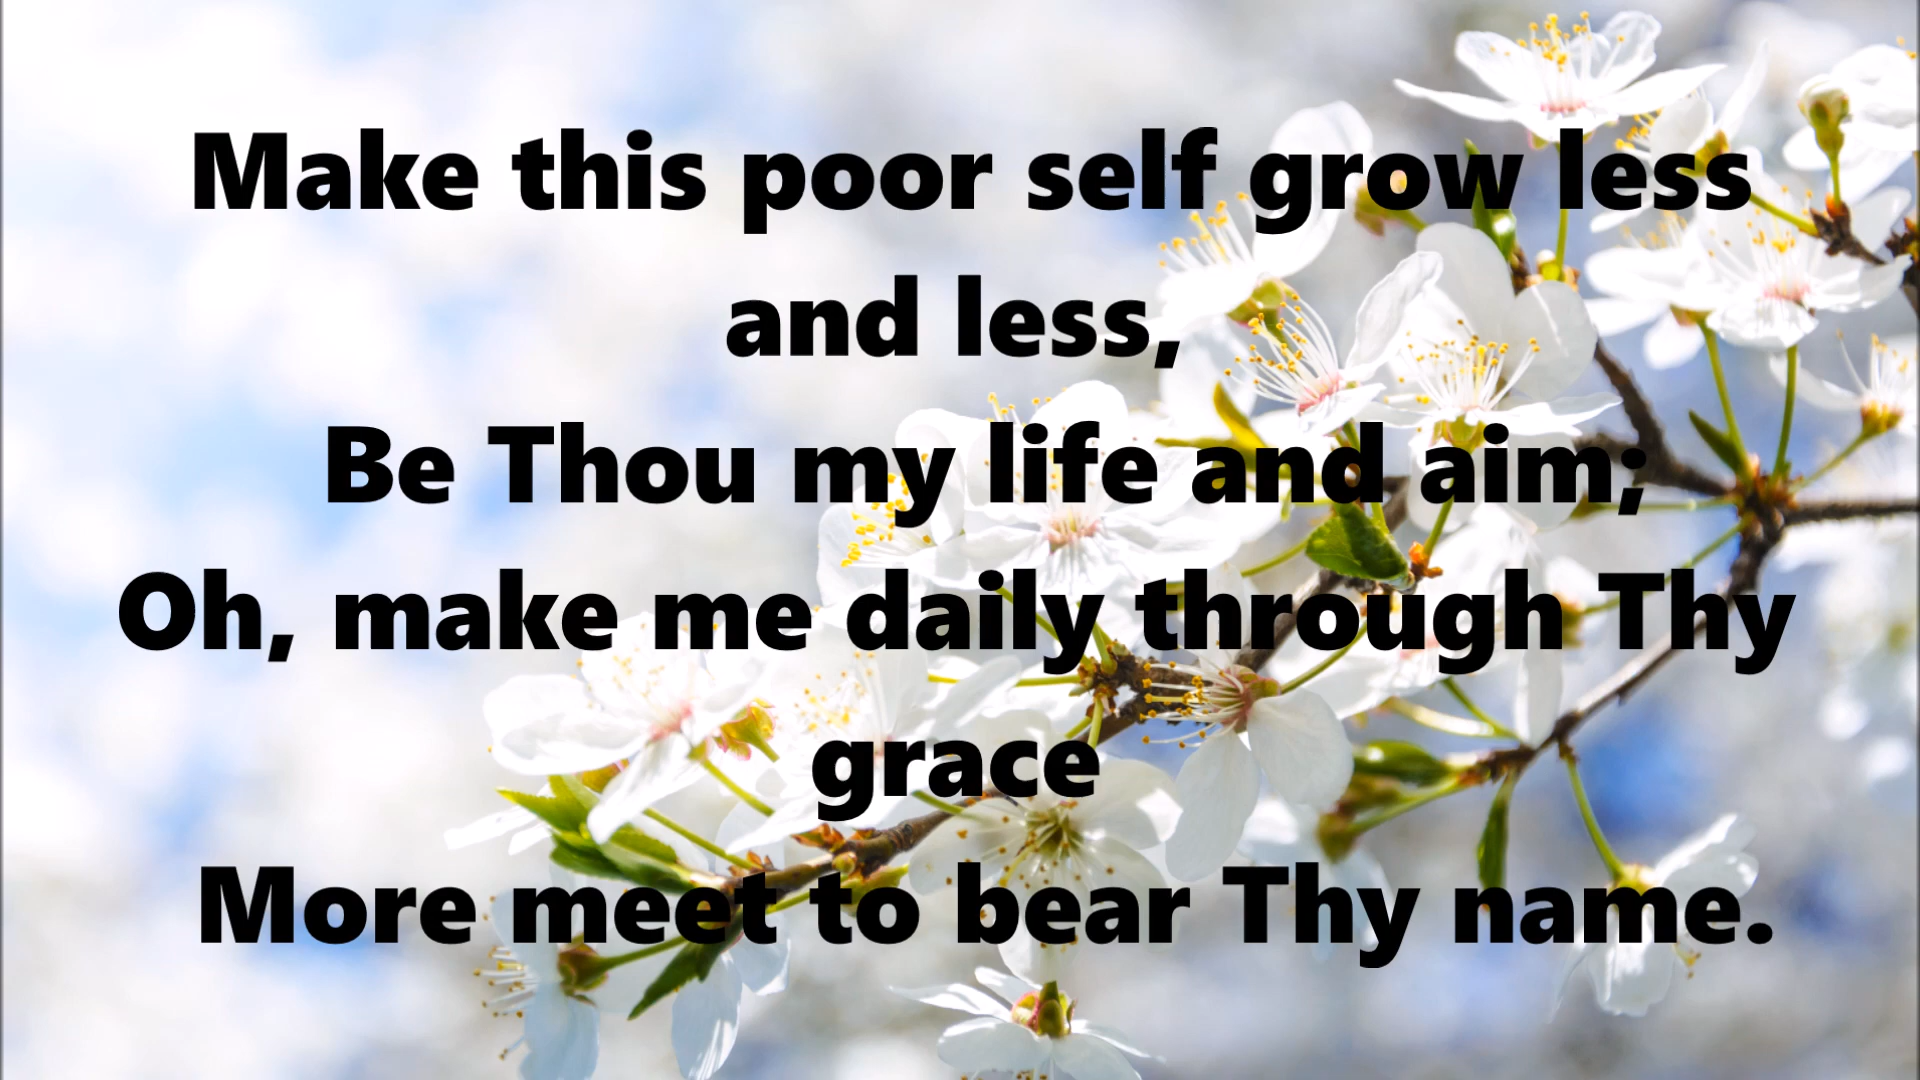 Make this poor self grow less
and less,
Be Thou my life and aim;
Oh, make me daily through Thy
grace
More meet to bear Thy name.